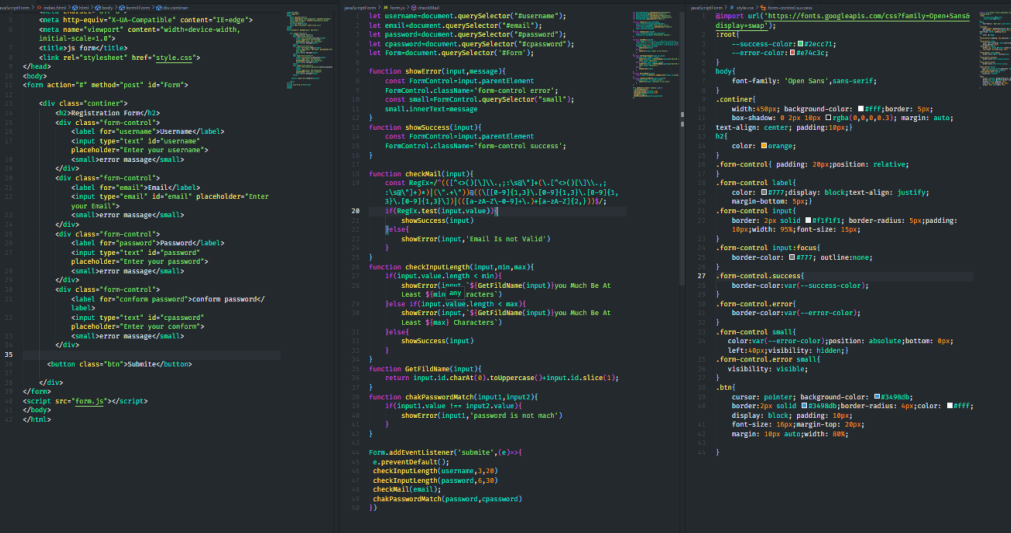 javaScriptForm > index.html > html > body > form#Form > div.continer
<meta http-equiv="X-UA-Compatible" content="IE=edge">
<meta name="viewport" content="width=device-width,
initial-scale=1.0">
<title>js form</title>
<link rel="stylesheet" href="style.css">
</head>
<body>
<form action="#" method="post" id="Form">
<div class="continer">
<h2>Registration Form</h2>
<div class="form-control">
<label for="username">Username</label>
<input type="text" id="username"
placeholder="Enter your username">
<small>error massage</small>
</div>
<div class="form-control">
<label for="email">Email</label>
<input type="text" id="email" placeholder="Enter
your Email">
<small>error massage</small>
</div>
<div class="form-control">
<label for="password">Password</label>
<input type="text" id="password"
placeholder="Enter your password">
<small>error massage</small>
</div>
<div class="form-control">
<label for="conform password">conform password</
label>
<input type="text" id="cpassword"
placeholder="Enter your conform">
<small>error massage</small>
</div>
35
<button class="btn">Submite</button>
</div>
</form>
<script src="form.js"></script>
</body>
</html>
javaScriptForm > form.js > checkMail
let username=document.querySelector("#username");
let email=document.querySelector("#email");
let password=document.querySelector("#password");
let cpassword=document.querySelector("#cpassword");
let Form=document.querySelector("#Form");
function showError(input,message){
const FormControl=input.parentElement
FormControl.className='form-control error';
const small=FormControl.querySelector("small");
small.innerText=message
}
function showSuccess(input){
const FormControl=input.parentElement
FormControl.className='form-control success';
}
function checkMail(input){
const RegEx=/^(([^<>()[\]\\.,;:\s@\"]+(\.[^<>()[\]\\.,;
:\s@\"]+)*)|(\".+\"))@((\[[0-9]{1,3}\.[0-9]{1,3}\.[0-9]{1,
3}\.[0-9]{1,3}\])|(([a-zA-Z\-0-9]+\.)+[a-zA-Z]{2,}))$/;
20 if(RegEx.test(input.value)){
showSuccess(input)
}else{
showError(input,'Email Is not Valid')
}
}
function checkInputLength(input,min,max){
if(input.value.length < min){
showError(input,`${GetFildName(input)}you Much Be At
Least ${min any racters`)
}else if(input.value.length < max){
showError(input,`${GetFildName(input)}you Much Be At
Least ${max} Characters`)
}else{
showSuccess(input)
}
}
function GetFildName(input){
return input.id.charAt(0).toUppercase()+input.id.slice(1);
}
function chakPasswordMatch(input1,input2){
if(input1.value !== input2.value){
showError(input1,'password is not mach')
}
}
Form.addEventListener('submite',(e)=>{
e.preventDefault();
checkInputLength(username,3,20)
checkInputLength(password,6,30)
checkMail(email);
chakPasswordMatch(password,cpassword)
})
javaScriptForm > style.css > form-control.success
@import url('https://fonts.googleapis.com/css?family=Open+Sans&
display=swap');
:root{
--success-color: #2ecc71;
--error-color: #e74c3c;
}
body{
font-family: 'Open Sans',sans-serif;
}
.continer{
width:450px; background-color: #fff;border: 5px;
box-shadow: 0 2px 10px rgba(0,0,0,0.3); margin: auto;
text-align: center; padding:10px;}
h2{
color: orange;
}
.form-control{ padding: 20px;position: relative;
}
.form-control label{
color: #777;display: block;text-align: justify;
margin-bottom: 5px;}
.form-control input{
border: 2px solid #f1f1f1; border-radius: 5px;padding:
10px;width: 95%;font-size: 15px;
}
.form-control input:focus{
border-color: #777; outline:none;
}
27 .form-control.success{
border-color:var(--success-color);
}
.form-control.error{
border-color:var(--error-color);
}
.form-control small{
color:var(--error-color);position: absolute;bottom: 0px;
left:40px;visibility: hidden;}
.form-control.error small{
visibility: visible;
}
.btn{
cursor: pointer; background-color: #3498db;
border:2px solid #3498db;border-radius: 4px;color: #fff;
display: block; padding: 10px;
font-size: 16px;margin-top: 20px;
margin: 10px auto;width: 80%;
}